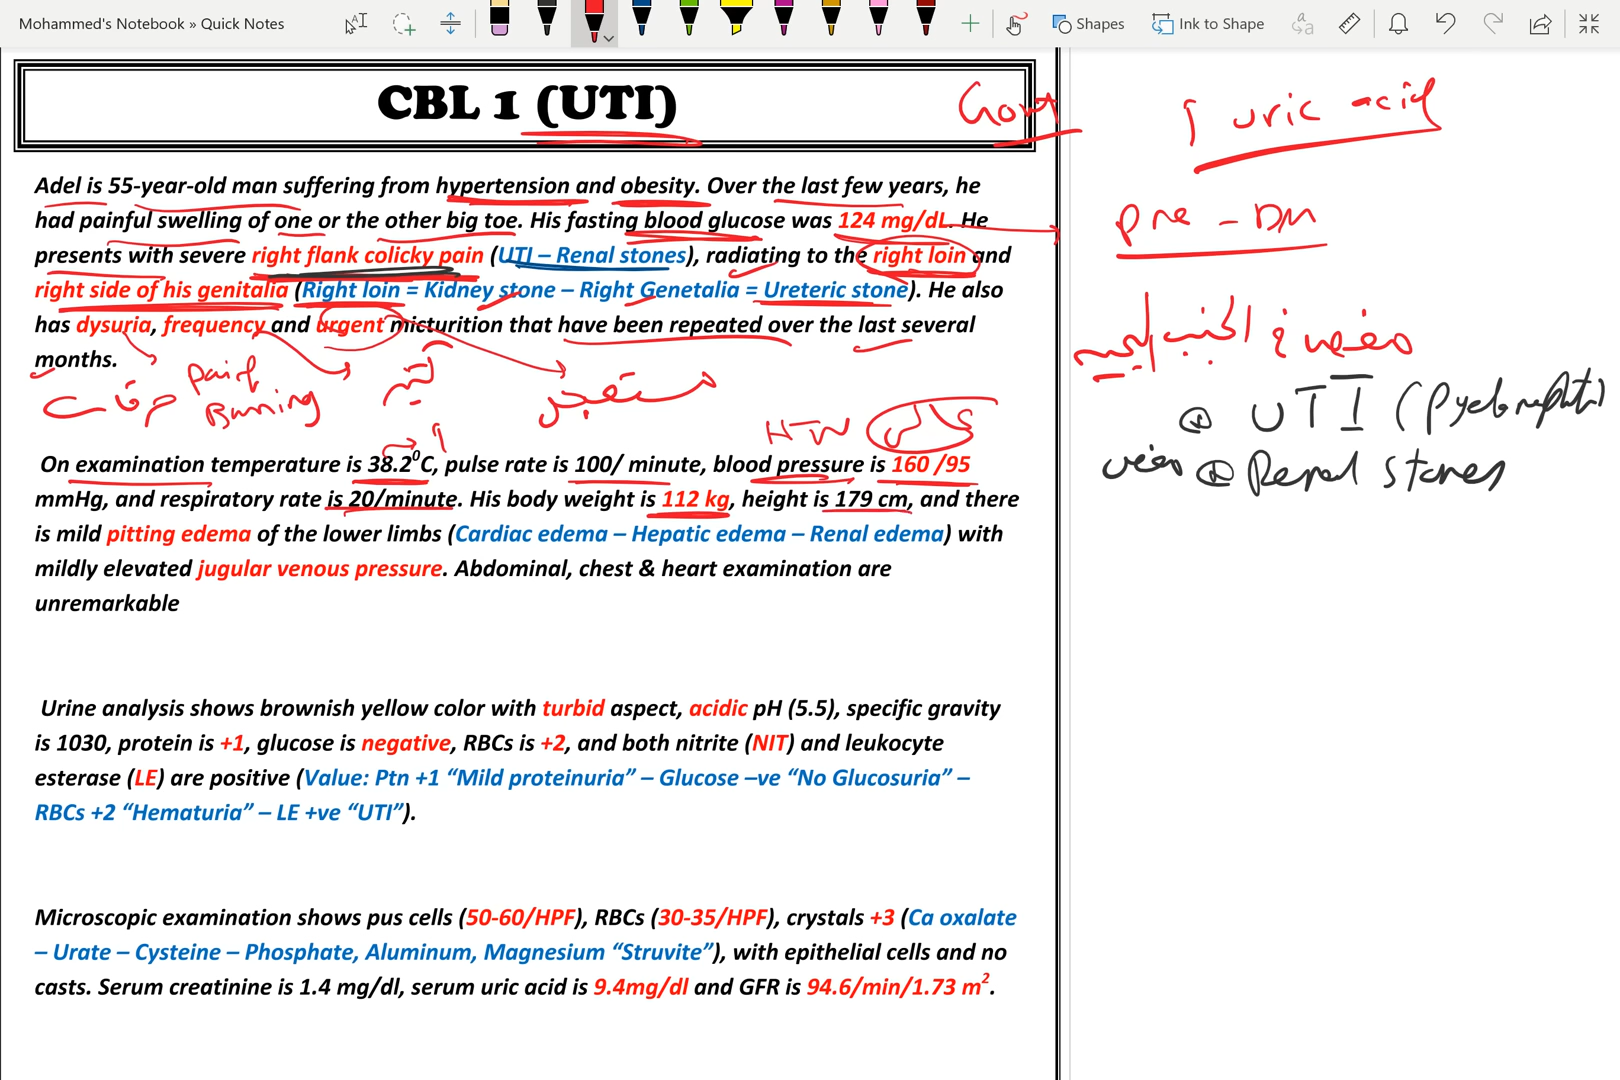 Mohammed's Notebook » Quick Notes
Shapes
Ink to Shape
CBL 1 (UTI)
Gout
↑ uric acid
Adel is 55-year-old man suffering from hypertension and obesity. Over the last few years, he
had painful swelling of one or the other big toe. His fasting blood glucose was 124 mg/dL. He
presents with severe right flank colicky pain (UTI – Renal stones), radiating to the right loin and
right side of his genitalia (Right loin = Kidney stone – Right Genetalia = Ureteric stone). He also
has dysuria, frequency and urgent micturition that have been repeated over the last several
months.
Pre - DM
مغص في الجنب اليمين
UTI (Pyelonephritis)
مغص
Renal stones
Pain
Burning
حرقان
كتير
مستعجل
HTN
On examination temperature is 38.2⁰C, pulse rate is 100/ minute, blood pressure is 160 /95
mmHg, and respiratory rate is 20/minute. His body weight is 112 kg, height is 179 cm, and there
is mild pitting edema of the lower limbs (Cardiac edema – Hepatic edema – Renal edema) with
mildly elevated jugular venous pressure. Abdominal, chest & heart examination are
unremarkable
Urine analysis shows brownish yellow color with turbid aspect, acidic pH (5.5), specific gravity
is 1030, protein is +1, glucose is negative, RBCs is +2, and both nitrite (NIT) and leukocyte
esterase (LE) are positive (Value: Ptn +1 “Mild proteinuria” – Glucose –ve “No Glucosuria” –
RBCs +2 “Hematuria” – LE +ve “UTI”).
Microscopic examination shows pus cells (50-60/HPF), RBCs (30-35/HPF), crystals +3 (Ca oxalate
– Urate – Cysteine – Phosphate, Aluminum, Magnesium “Struvite”), with epithelial cells and no
casts. Serum creatinine is 1.4 mg/dl, serum uric acid is 9.4mg/dl and GFR is 94.6/min/1.73 m².